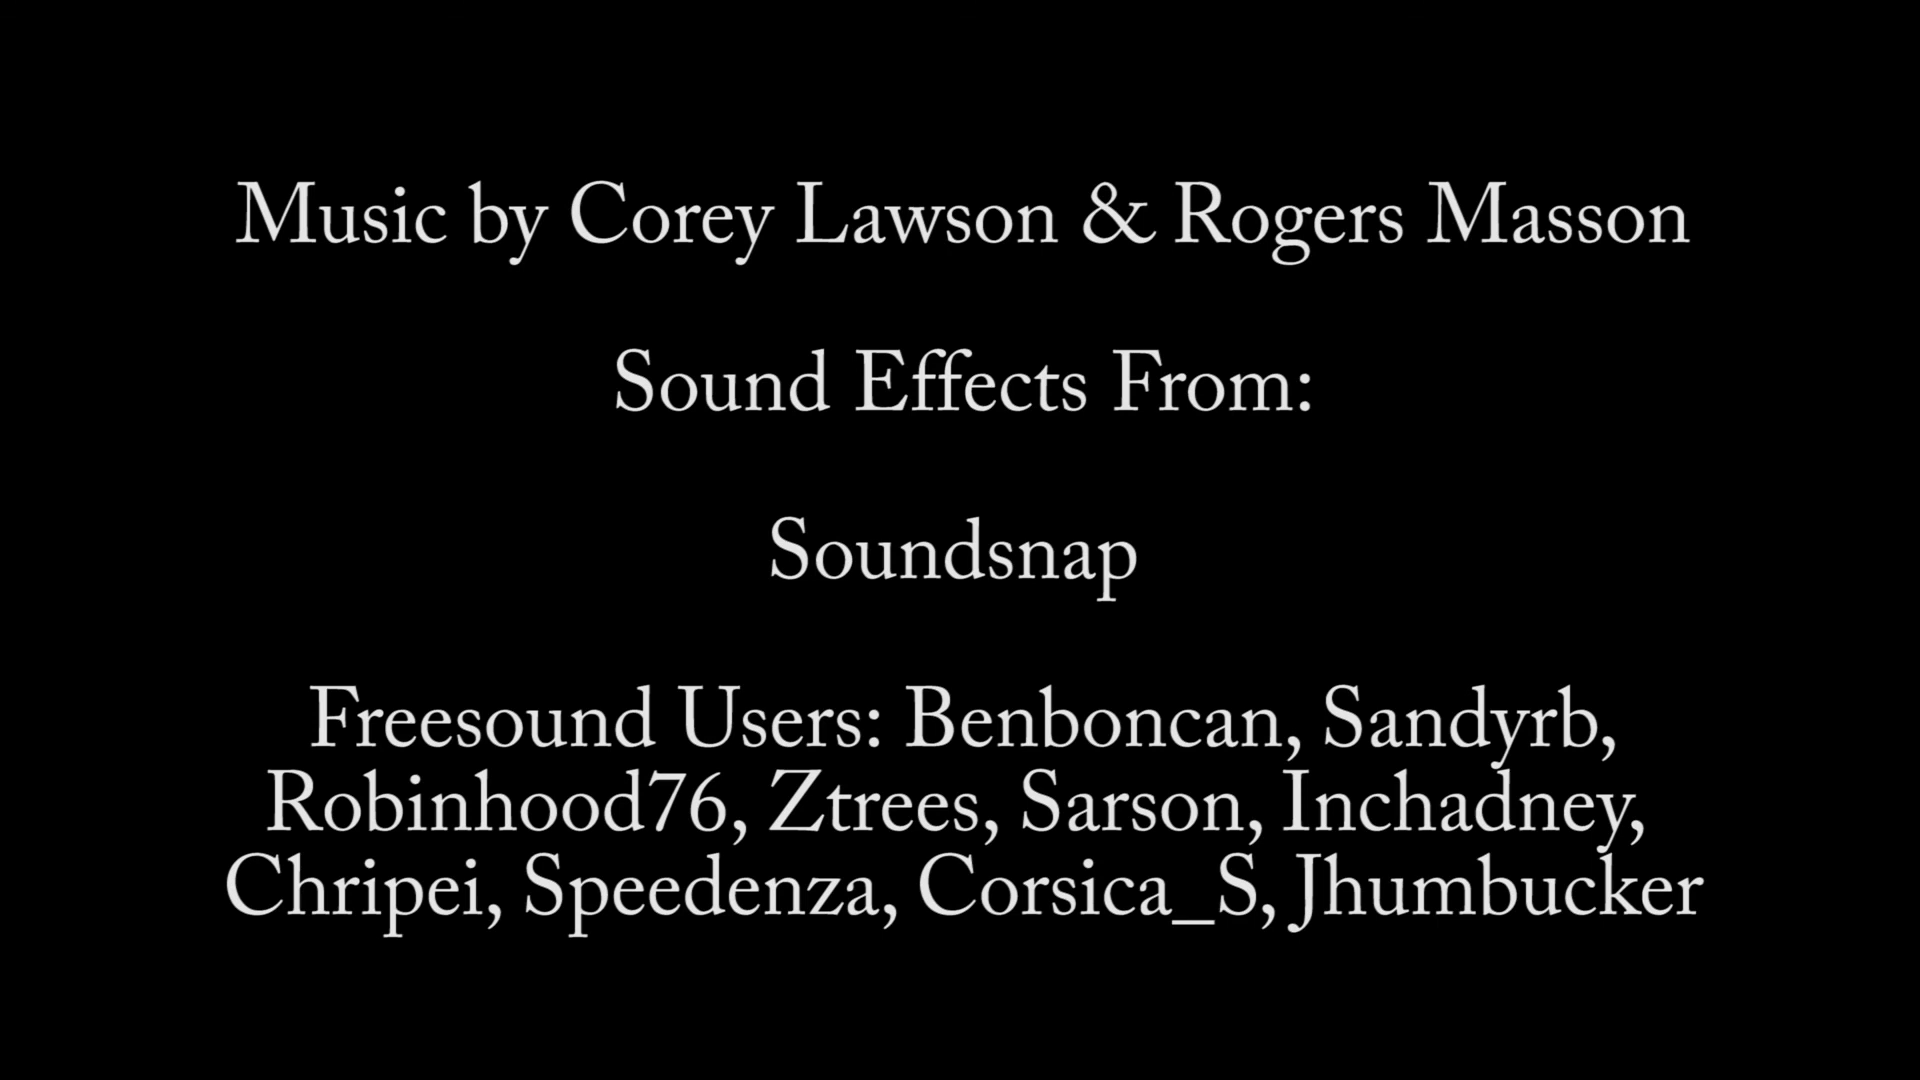 Music by Corey Lawson & Rogers Masson
Sound Effects From:
Soundsnap
Freesound Users: Benboncan, Sandyrb,
Robinhood76, Ztrees, Sarson, Inchadney,
Chripei, Speedenza, Corsica_S, Jhumbucker